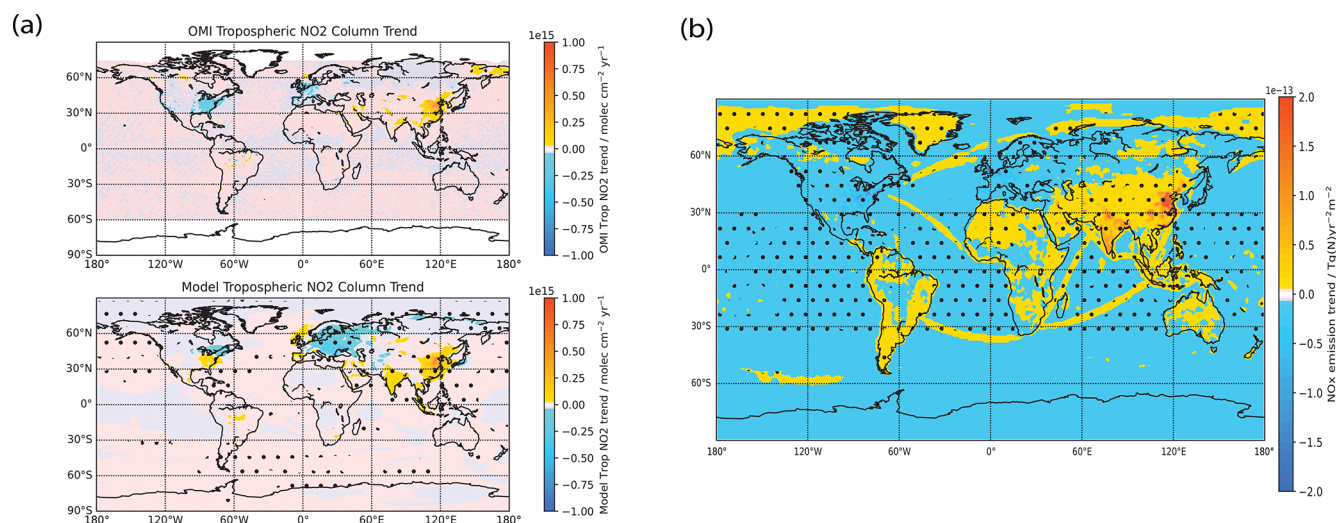 (a)
OMI Tropospheric NO2 Column Trend
60°N
30°N
0°
30°S
60°S
90°S
180° 120°W 60°W 0° 60°E 120°E 180°
1e15
1.00
0.75
0.50
0.25
0.00
−0.25
−0.50
−0.75
−1.00
OMI Trop NO2 trend / molec cm⁻² yr⁻¹
Model Tropospheric NO2 Column Trend
60°N
30°N
0°
30°S
60°S
90°S
180° 120°W 60°W 0° 60°E 120°E 180°
1e15
1.00
0.75
0.50
0.25
0.00
−0.25
−0.50
−0.75
−1.00
Model Trop NO2 trend / molec cm⁻² yr⁻¹
(b)
60°N
30°N
0°
30°S
60°S
180° 120°W 60°W 0° 60°E 120°E 180°
1e−13
2.0
1.5
1.0
0.5
0.0
−0.5
−1.0
−1.5
−2.0
NOx emission trend / Tg(N)yr⁻²m⁻²